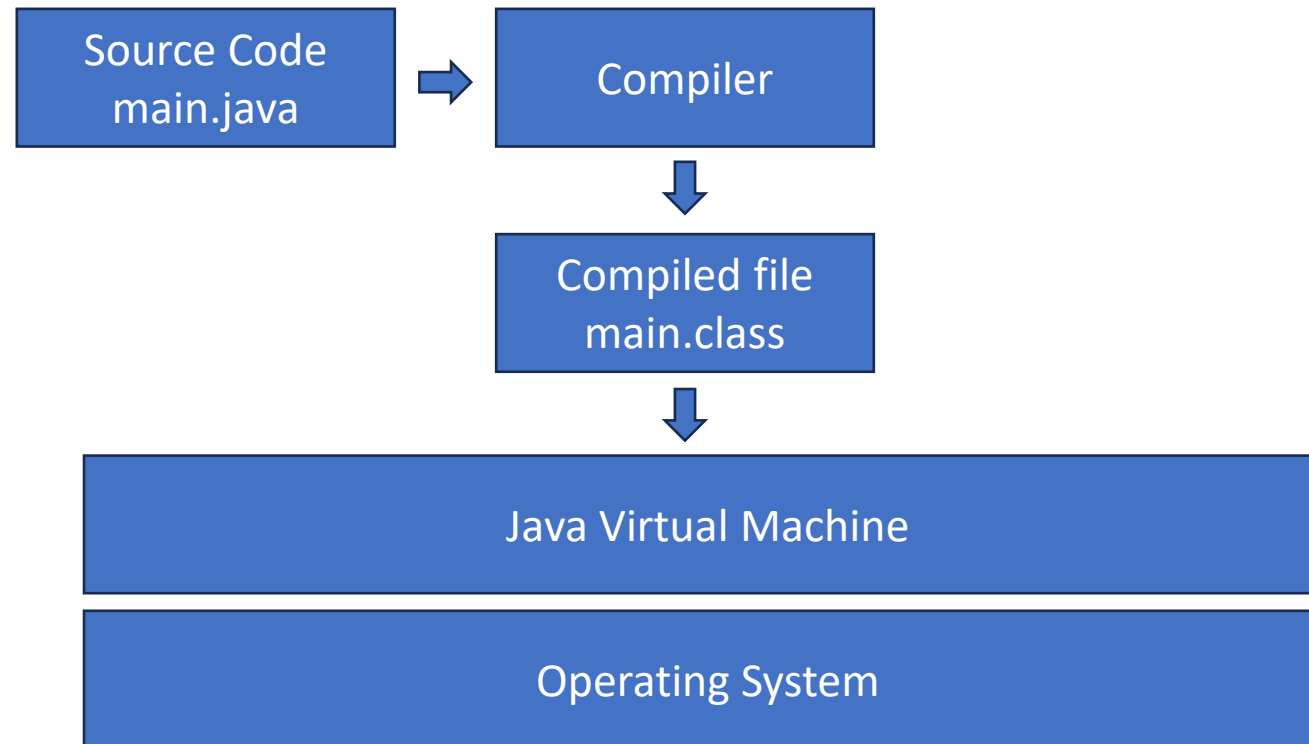 Source Code
main.java
Compiler
Compiled file
main.class
Java Virtual Machine
Operating System